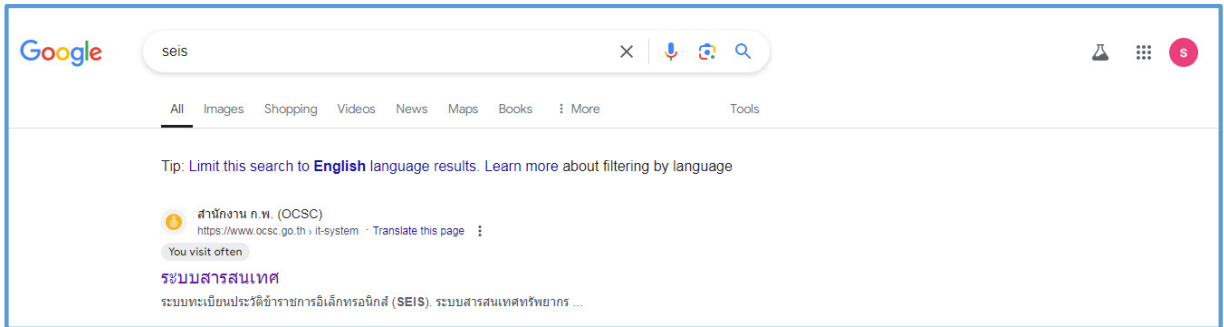 Google
seis
S
All Images Shopping Videos News Maps Books More Tools
Tip: Limit this search to English language results. Learn more about filtering by language
สำนักงาน ก.พ. (OCSC)
https://www.ocsc.go.th › it-system · Translate this page
You visit often
ระบบสารสนเทศ
ระบบทะเบียนประวัติข้าราชการอิเล็กทรอนิกส์ (SEIS). ระบบสารสนเทศทรัพยากร ...